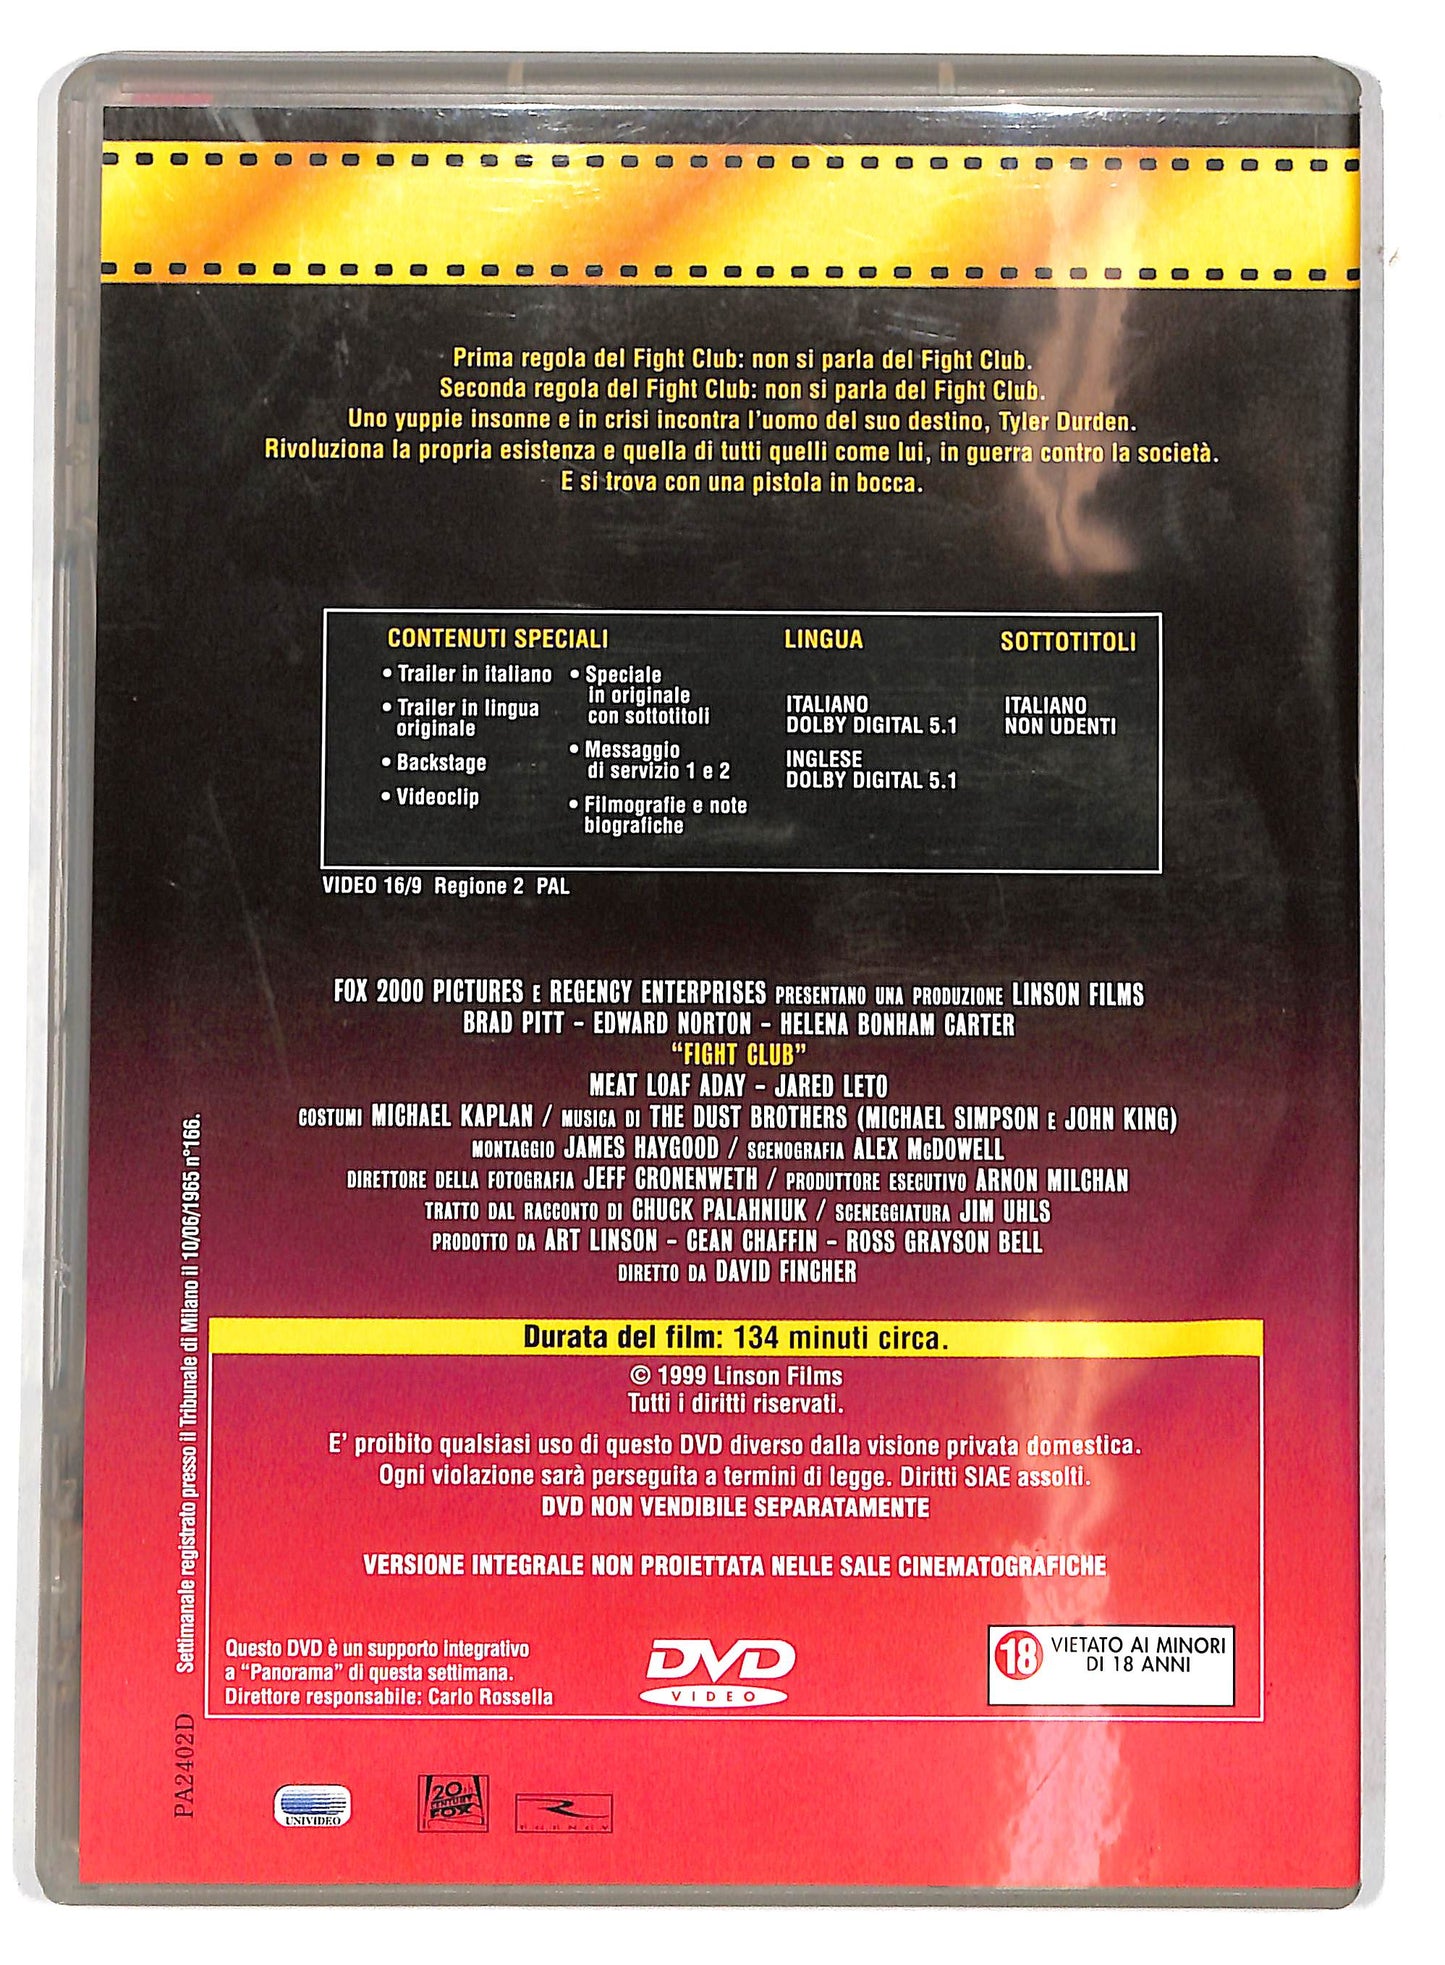 Prima regola del Fight Club: non si parla del Fight Club.
Seconda regola del Fight Club: non si parla del Fight Club.
Uno yuppie insonne e in crisi incontra l'uomo del suo destino, Tyler Durden.
Rivoluziona la propria esistenza e quella di tutti quelli come lui, in guerra contro la società.
E si trova con una pistola in bocca.
CONTENUTI SPECIALI
• Trailer in italiano
• Trailer in lingua
originale
• Backstage
• Videoclip
• Speciale
in originale
con sottotitoli
• Messaggio
di servizio 1 e 2
• Filmografie e note
biografiche
LINGUA
ITALIANO
DOLBY DIGITAL 5.1
INGLESE
DOLBY DIGITAL 5.1
SOTTOTITOLI
ITALIANO
NON UDENTI
VIDEO 16/9 Regione 2 PAL
FOX 2000 PICTURES E REGENCY ENTERPRISES PRESENTANO UNA PRODUZIONE LINSON FILMS
BRAD PITT - EDWARD NORTON - HELENA BONHAM CARTER
"FIGHT CLUB"
MEAT LOAF ADAY - JARED LETO
COSTUMI MICHAEL KAPLAN / MUSICA DI THE DUST BROTHERS (MICHAEL SIMPSON E JOHN KING)
MONTAGGIO JAMES HAYGOOD / SCENOGRAFIA ALEX McDOWELL
DIRETTORE DELLA FOTOGRAFIA JEFF CRONENWETH / PRODUTTORE ESECUTIVO ARNON MILCHAN
TRATTO DAL RACCONTO DI CHUCK PALAHNIUK / SCENEGGIATURA JIM UHLS
PRODOTTO DA ART LINSON - CEAN CHAFFIN - ROSS GRAYSON BELL
DIRETTO DA DAVID FINCHER
Durata del film: 134 minuti circa.
© 1999 Linson Films
Tutti i diritti riservati.
E' proibito qualsiasi uso di questo DVD diverso dalla visione privata domestica.
Ogni violazione sarà perseguita a termini di legge. Diritti SIAE assolti.
DVD NON VENDIBILE SEPARATAMENTE
VERSIONE INTEGRALE NON PROIETTATA NELLE SALE CINEMATOGRAFICHE
Questo DVD è un supporto integrativo
a "Panorama" di questa settimana.
Direttore responsabile: Carlo Rossella
DVD
VIDEO
18 VIETATO AI MINORI
DI 18 ANNI
Settimanale registrato presso il Tribunale di Milano il 10/06/1965 n°166.
PA2402D
UNIVIDEO
20th
CENTURY
FOX
R
REGENCY